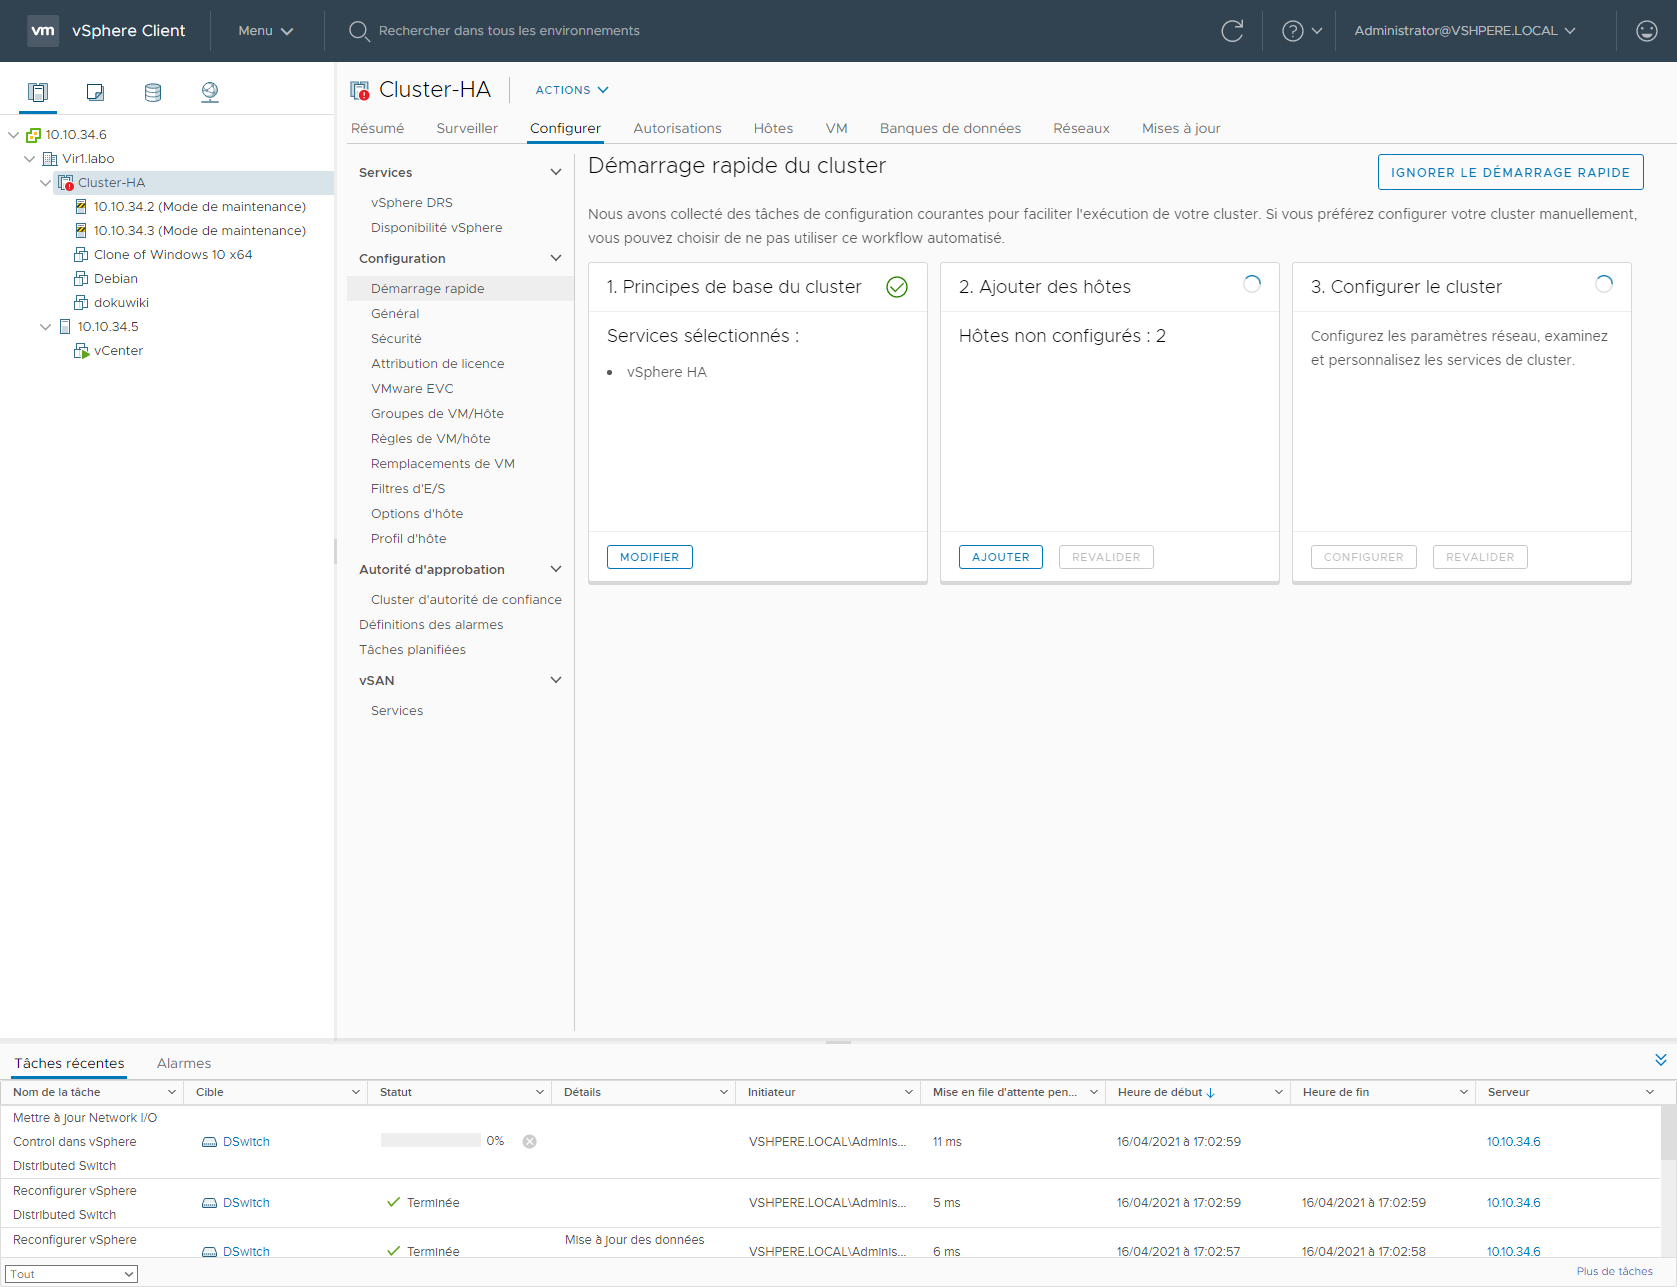 vm vSphere Client Menu Rechercher dans tous les environnements Administrator@VSHPERE.LOCAL
10.10.34.6
Vir1.labo
Cluster-HA
10.10.34.2 (Mode de maintenance)
10.10.34.3 (Mode de maintenance)
Clone of Windows 10 x64
Debian
dokuwiki
10.10.34.5
vCenter
Cluster-HA ACTIONS
Résumé Surveiller Configurer Autorisations Hôtes VM Banques de données Réseaux Mises à jour
Services
vSphere DRS
Disponibilité vSphere
Configuration
Démarrage rapide
Général
Sécurité
Attribution de licence
VMware EVC
Groupes de VM/Hôte
Règles de VM/hôte
Remplacements de VM
Filtres d'E/S
Options d'hôte
Profil d'hôte
Autorité d'approbation
Cluster d'autorité de confiance
Définitions des alarmes
Tâches planifiées
vSAN
Services
Démarrage rapide du cluster
IGNORER LE DÉMARRAGE RAPIDE
Nous avons collecté des tâches de configuration courantes pour faciliter l'exécution de votre cluster. Si vous préférez configurer votre cluster manuellement,
vous pouvez choisir de ne pas utiliser ce workflow automatisé.
1. Principes de base du cluster
Services sélectionnés :
• vSphere HA
MODIFIER
2. Ajouter des hôtes
Hôtes non configurés : 2
AJOUTER REVALIDER
3. Configurer le cluster
Configurez les paramètres réseau, examinez
et personnalisez les services de cluster.
CONFIGURER REVALIDER
Tâches récentes Alarmes
Nom de la tâche Cible Statut Détails Initiateur Mise en file d'attente pen... Heure de début Heure de fin Serveur
Mettre à jour Network I/O
Control dans vSphere DSwitch 0% VSHPERE.LOCAL\Adminis... 11 ms 16/04/2021 à 17:02:59 10.10.34.6
Distributed Switch
Reconfigurer vSphere
DSwitch Terminée VSHPERE.LOCAL\Adminis... 5 ms 16/04/2021 à 17:02:59 16/04/2021 à 17:02:59 10.10.34.6
Distributed Switch
Reconfigurer vSphere Mise à jour des données
DSwitch Terminée VSHPERE.LOCAL\Adminis... 6 ms 16/04/2021 à 17:02:57 16/04/2021 à 17:02:58 10.10.34.6
Tout Plus de tâches